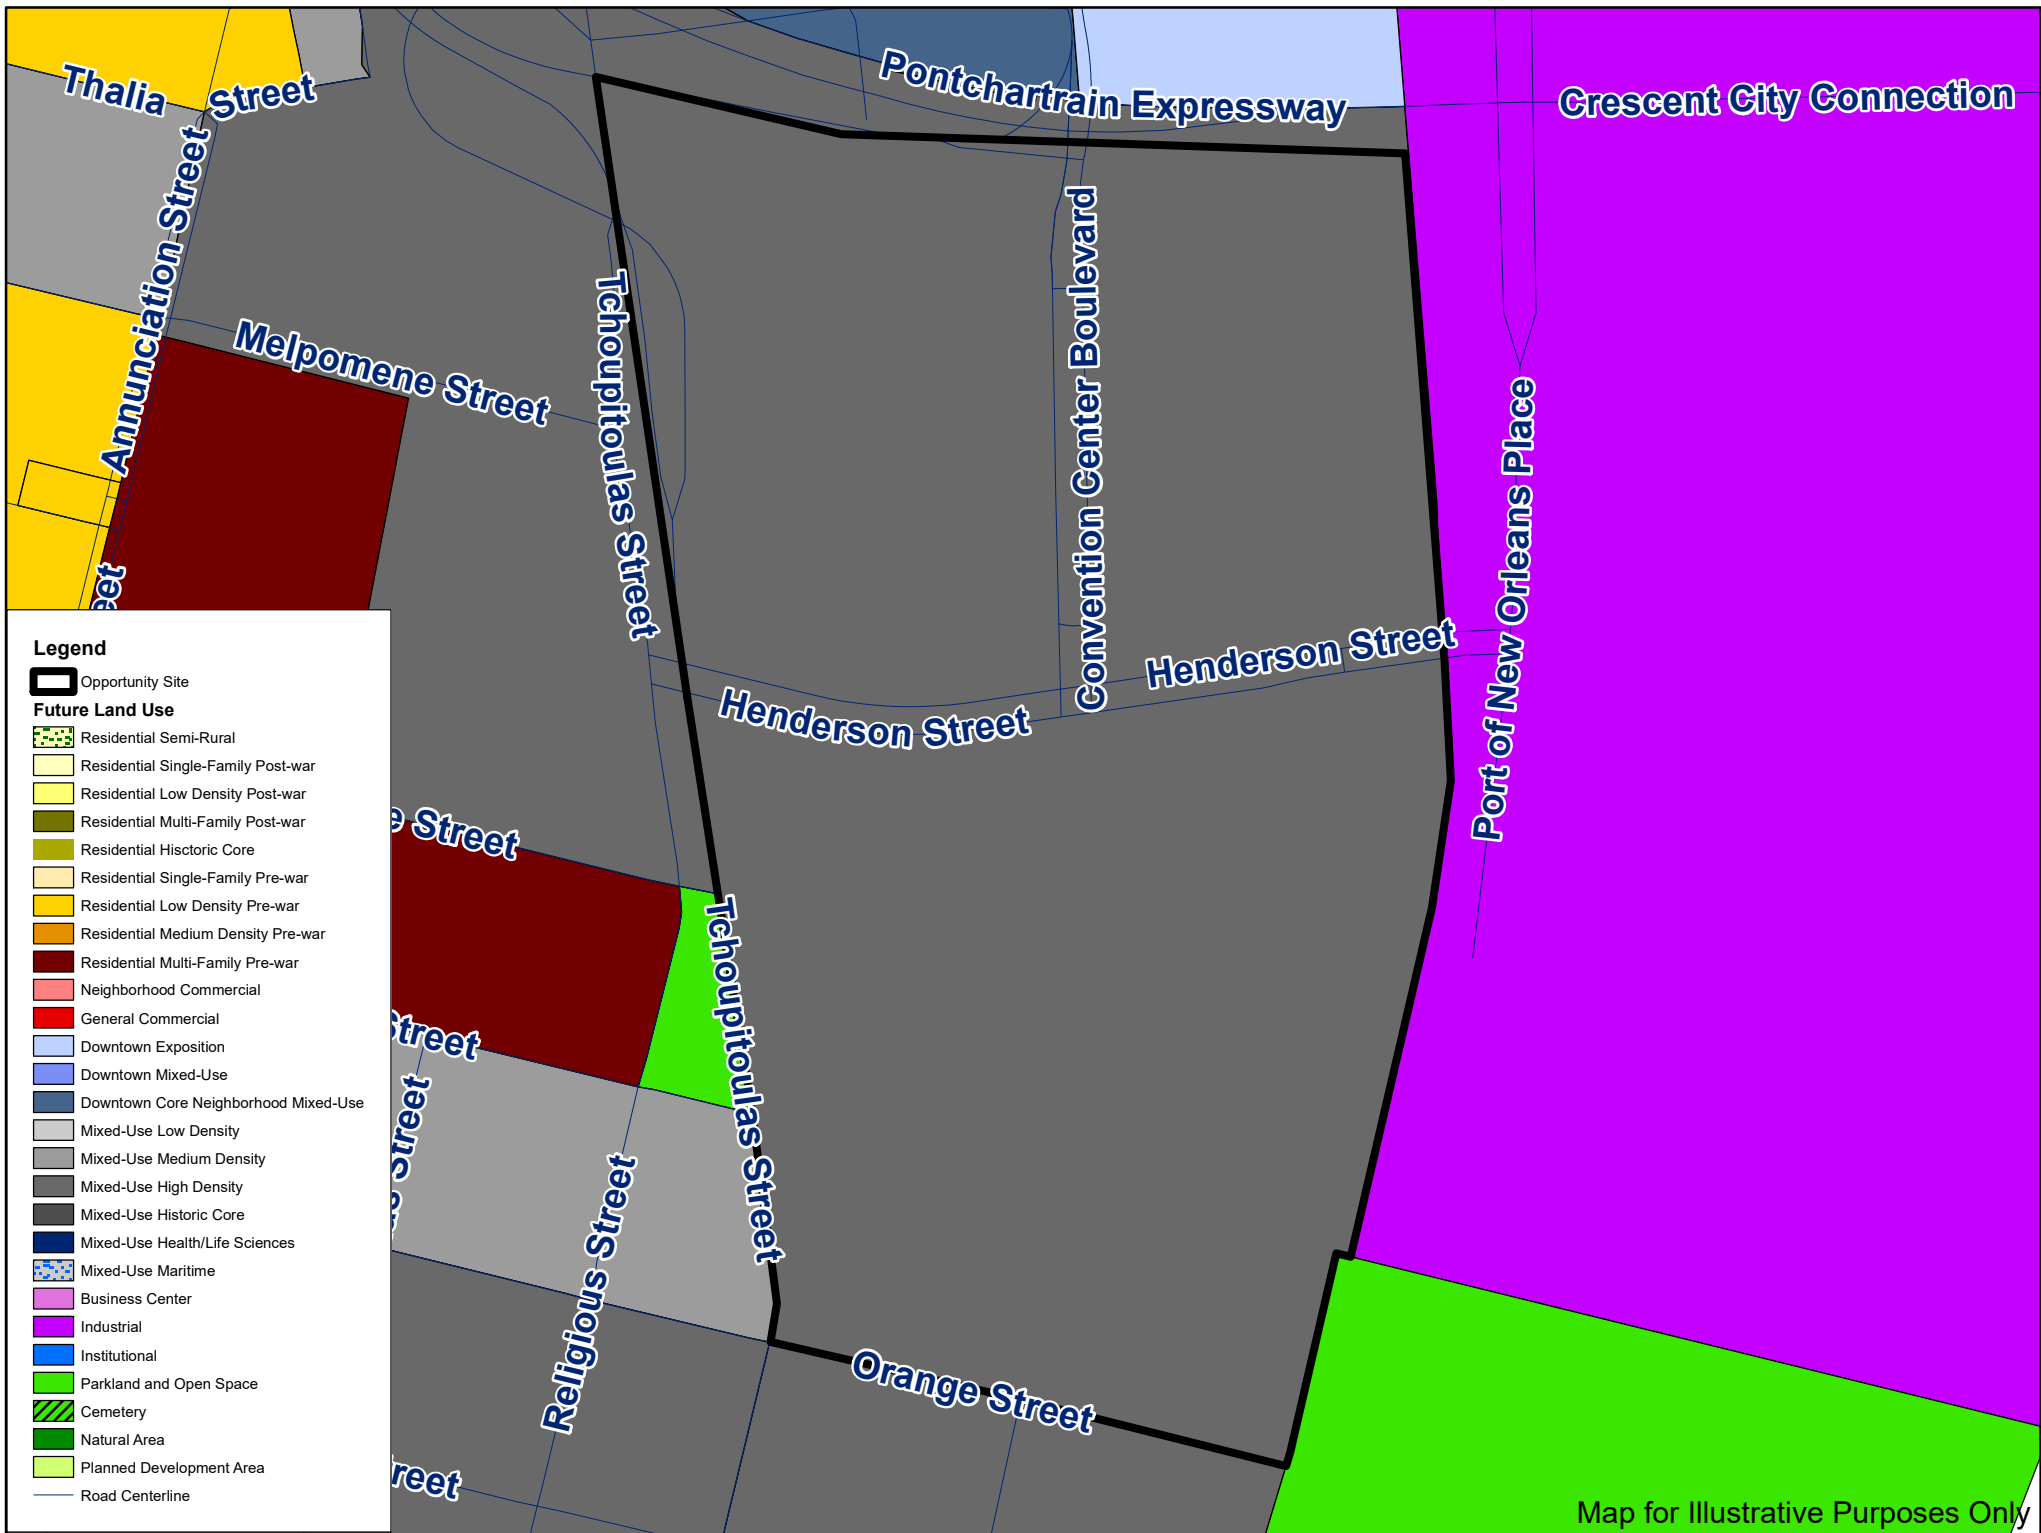 Thalia Street
Pontchartrain Expressway
Crescent City Connection
Annunciation Street
Melpomene Street
Tchoupitoulas Street
Convention Center Boulevard
Port of New Orleans Place
Henderson Street
Henderson Street
Street
Tchoupitoulas Street
Street
Street
Religious Street
Orange Street
Legend
Opportunity Site
Future Land Use
Residential Semi-Rural
Residential Single-Family Post-war
Residential Low Density Post-war
Residential Multi-Family Post-war
Residential Hisctoric Core
Residential Single-Family Pre-war
Residential Low Density Pre-war
Residential Medium Density Pre-war
Residential Multi-Family Pre-war
Neighborhood Commercial
General Commercial
Downtown Exposition
Downtown Mixed-Use
Downtown Core Neighborhood Mixed-Use
Mixed-Use Low Density
Mixed-Use Medium Density
Mixed-Use High Density
Mixed-Use Historic Core
Mixed-Use Health/Life Sciences
Mixed-Use Maritime
Business Center
Industrial
Institutional
Parkland and Open Space
Cemetery
Natural Area
Planned Development Area
Road Centerline
Map for Illustrative Purposes Only